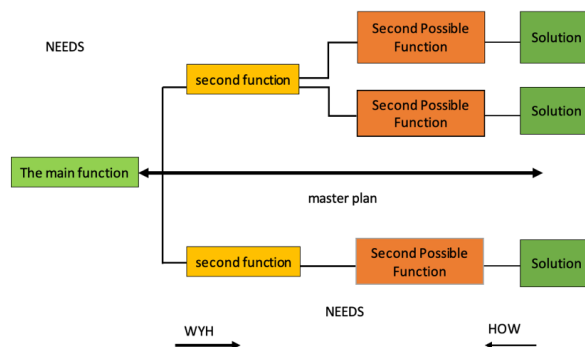 NEEDS
Second Possible
Function
Solution
second function
Second Possible
Function
Solution
The main function
master plan
second function
Second Possible
Function
Solution
NEEDS
WYH
HOW